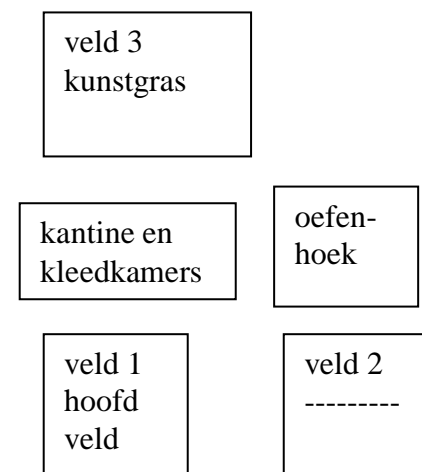 veld 3
kunstgras
kantine en
kleedkamers
oefen-
hoek
veld 1
hoofd
veld
veld 2
---------